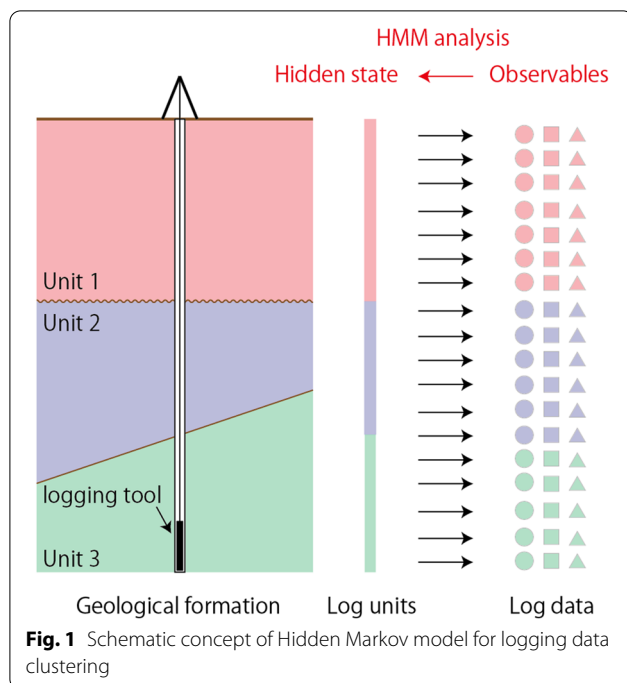 HMM analysis
Hidden state
Observables
Unit 1
Unit 2
logging tool
Unit 3
Geological formation
Log units
Log data
Fig. 1 Schematic concept of Hidden Markov model for logging data
clustering